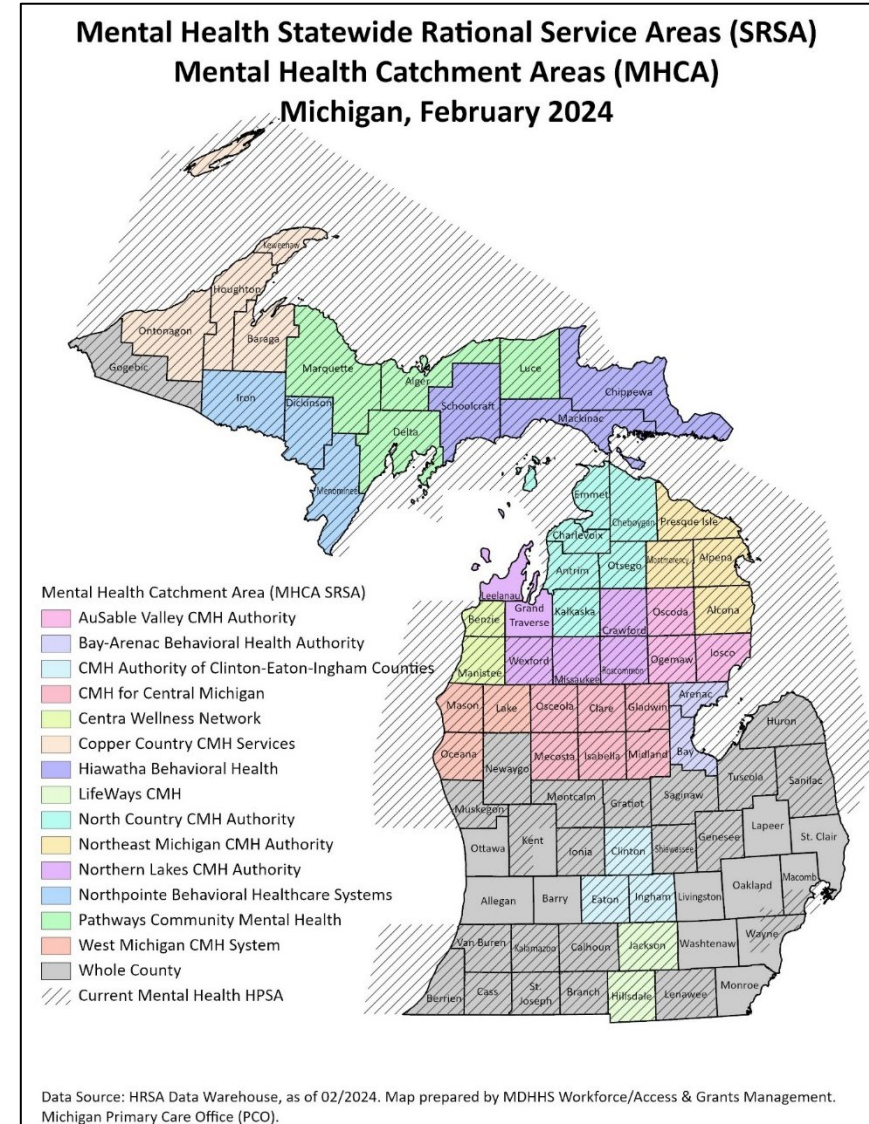 Mental Health Statewide Rational Service Areas (SRSA)
Mental Health Catchment Areas (MHCA)
Michigan, February 2024
Keweenaw
Houghton
Ontonagon
Baraga
Gogebic
Marquette
Alger
Luce
Chippewa
Iron
Dickinson
Schoolcraft
Mackinac
Delta
Menominee
Emmet
Cheboygan
Presque Isle
Charlevoix
Antrim
Otsego
Montmorency
Alpena
Leelanau
Benzie
Grand
Traverse
Kalkaska
Crawford
Oscoda
Alcona
Manistee
Wexford
Missaukee
Roscommon
Ogemaw
Iosco
Arenac
Mason
Lake
Osceola
Clare
Gladwin
Huron
Oceana
Newaygo
Mecosta
Isabella
Midland
Bay
Tuscola
Sanilac
Muskegon
Montcalm
Gratiot
Saginaw
Lapeer
St. Clair
Ottawa
Kent
Ionia
Clinton
Shiawassee
Genesee
Macomb
Oakland
Allegan
Barry
Eaton
Ingham
Livingston
Wayne
Van Buren
Kalamazoo
Calhoun
Jackson
Washtenaw
Berrien
Cass
St.
Joseph
Branch
Hillsdale
Lenawee
Monroe
Mental Health Catchment Area (MHCA SRSA)
AuSable Valley CMH Authority
Bay-Arenac Behavioral Health Authority
CMH Authority of Clinton-Eaton-Ingham Counties
CMH for Central Michigan
Centra Wellness Network
Copper Country CMH Services
Hiawatha Behavioral Health
LifeWays CMH
North Country CMH Authority
Northeast Michigan CMH Authority
Northern Lakes CMH Authority
Northpointe Behavioral Healthcare Systems
Pathways Community Mental Health
West Michigan CMH System
Whole County
Current Mental Health HPSA
Data Source: HRSA Data Warehouse, as of 02/2024. Map prepared by MDHHS Workforce/Access & Grants Management.
Michigan Primary Care Office (PCO).